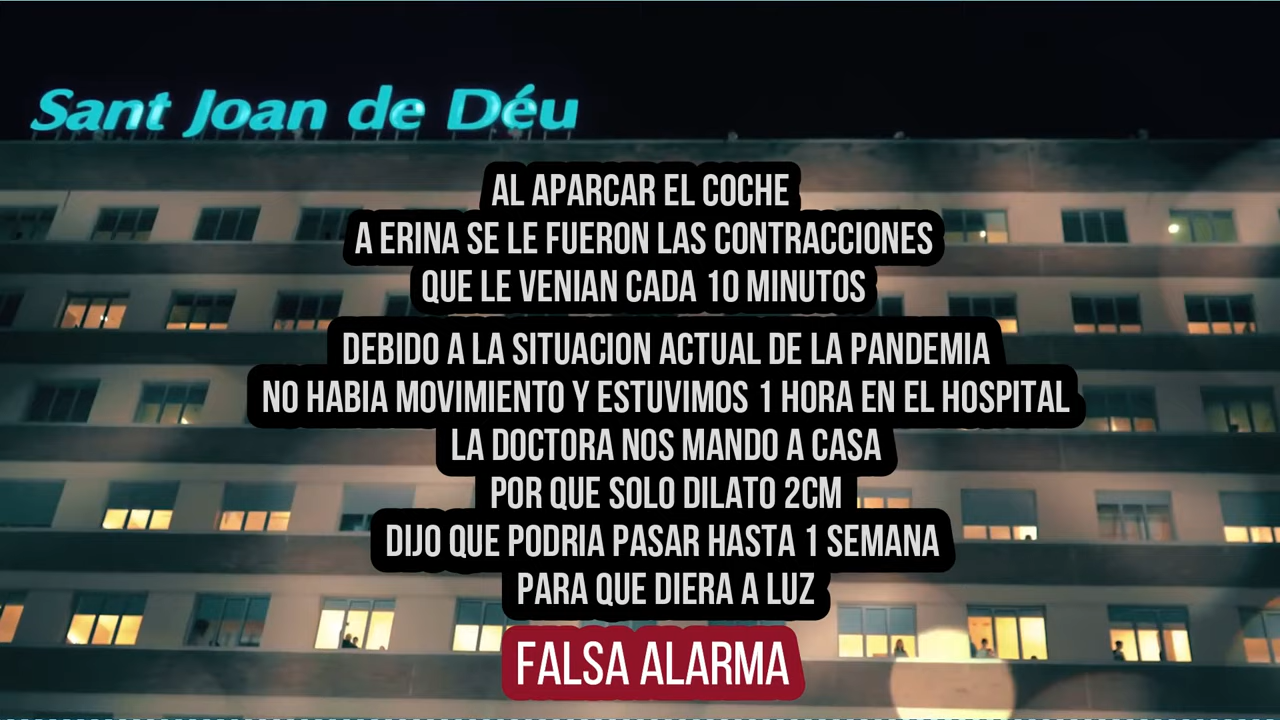 Sant Joan de Déu
AL APARCAR EL COCHE
A ERINA SE LE FUERON LAS CONTRACCIONES
QUE LE VENIAN CADA 10 MINUTOS
DEBIDO A LA SITUACION ACTUAL DE LA PANDEMIA
NO HABIA MOVIMIENTO Y ESTUVIMOS 1 HORA EN EL HOSPITAL
LA DOCTORA NOS MANDO A CASA
POR QUE SOLO DILATO 2CM
DIJO QUE PODRIA PASAR HASTA 1 SEMANA
PARA QUE DIERA A LUZ
FALSA ALARMA